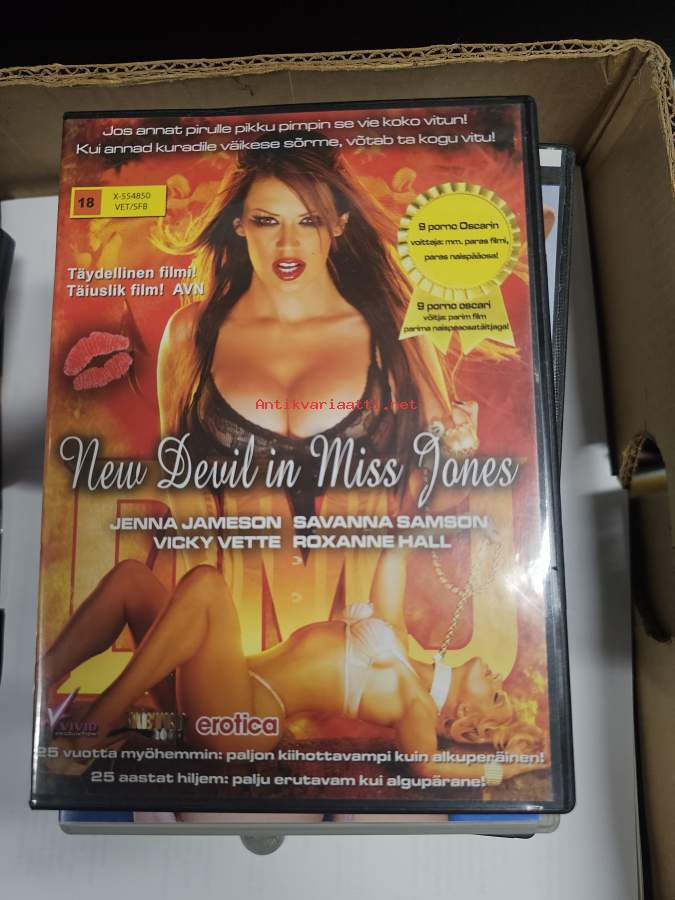 Jos annat pirulle pikku pimpin se vie koko vitun!
Kui annad kuradile väikese sõrme, võtab ta kogu vitu!
18
X-554850
VET/SFB
9 porno Oscarin
voittaja: mm. paras filmi,
paras naispääosa!
Täydellinen filmi!
Täiuslik film! AVN
9 porno oscari
võitja: parim film
parima naispeaosatäitjaga!
Antikvariaatti.net
New Devil in Miss Jones
JENNA JAMESON SAVANNA SAMSON
VICKY VETTE ROXANNE HALL
DMJ
VIVID
erotica
25 vuotta myöhemmin: paljon kiihottavampi kuin alkuperäinen!
25 aastat hiljem: palju erutavam kui algupärane!